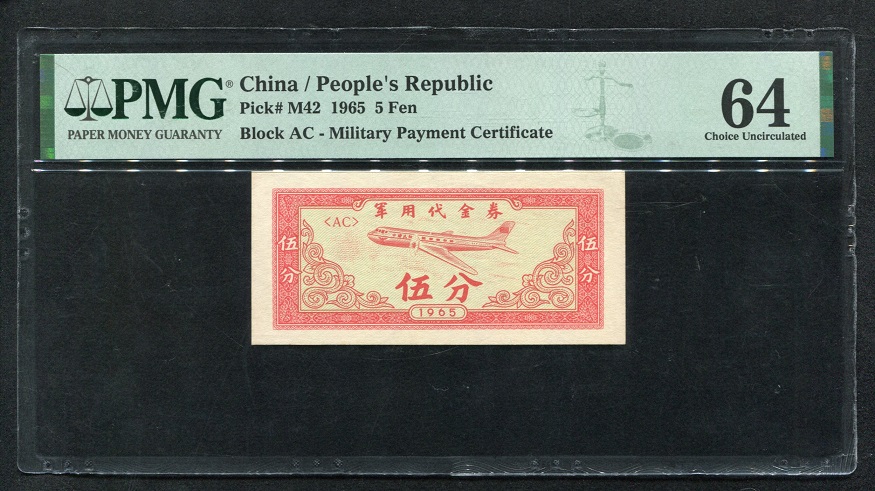 PMG®
PAPER MONEY GUARANTY
China / People's Republic
Pick# M42 1965 5 Fen
Block AC - Military Payment Certificate
64
Choice Uncirculated
軍用代金券
<AC>
伍分
伍分
伍分
1965